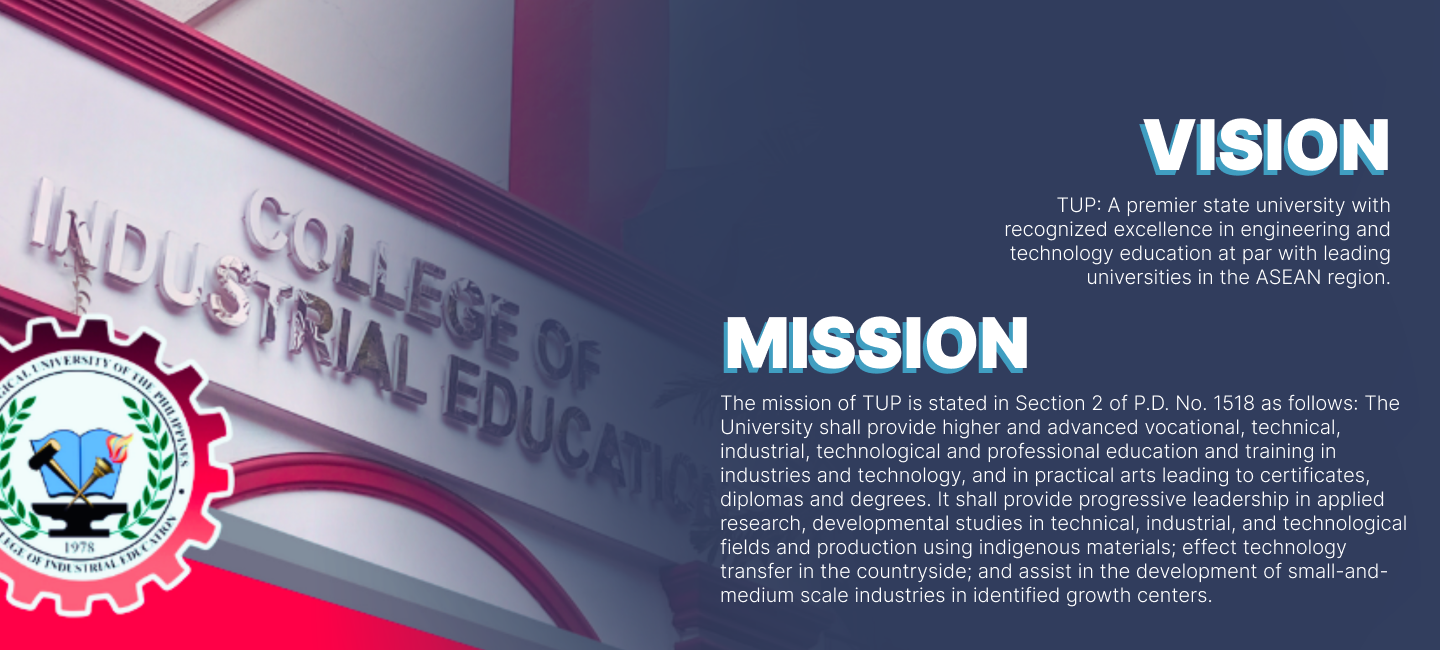 COLLEGE OF
INDUSTRIAL EDUCATIO
VISION
TUP: A premier state university with
recognized excellence in engineering and
technology education at par with leading
universities in the ASEAN region.
MISSION
The mission of TUP is stated in Section 2 of P.D. No. 1518 as follows: The
University shall provide higher and advanced vocational, technical,
industrial, technological and professional education and training in
industries and technology, and in practical arts leading to certificates,
diplomas and degrees. It shall provide progressive leadership in applied
research, developmental studies in technical, industrial, and technological
fields and production using indigenous materials; effect technology
transfer in the countryside; and assist in the development of small-and-
medium scale industries in identified growth centers.
GICAL UNIVERSITY OF THE PHILIPPINES
1978
LEGE OF INDUSTRIAL EDUCATION